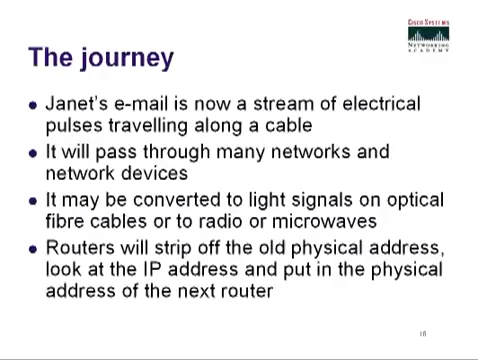 CISCO SYSTEMS
NETWORKING
ACADEMY
The journey
• Janet's e-mail is now a stream of electrical
pulses travelling along a cable
• It will pass through many networks and
network devices
• It may be converted to light signals on optical
fibre cables or to radio or microwaves
• Routers will strip off the old physical address,
look at the IP address and put in the physical
address of the next router